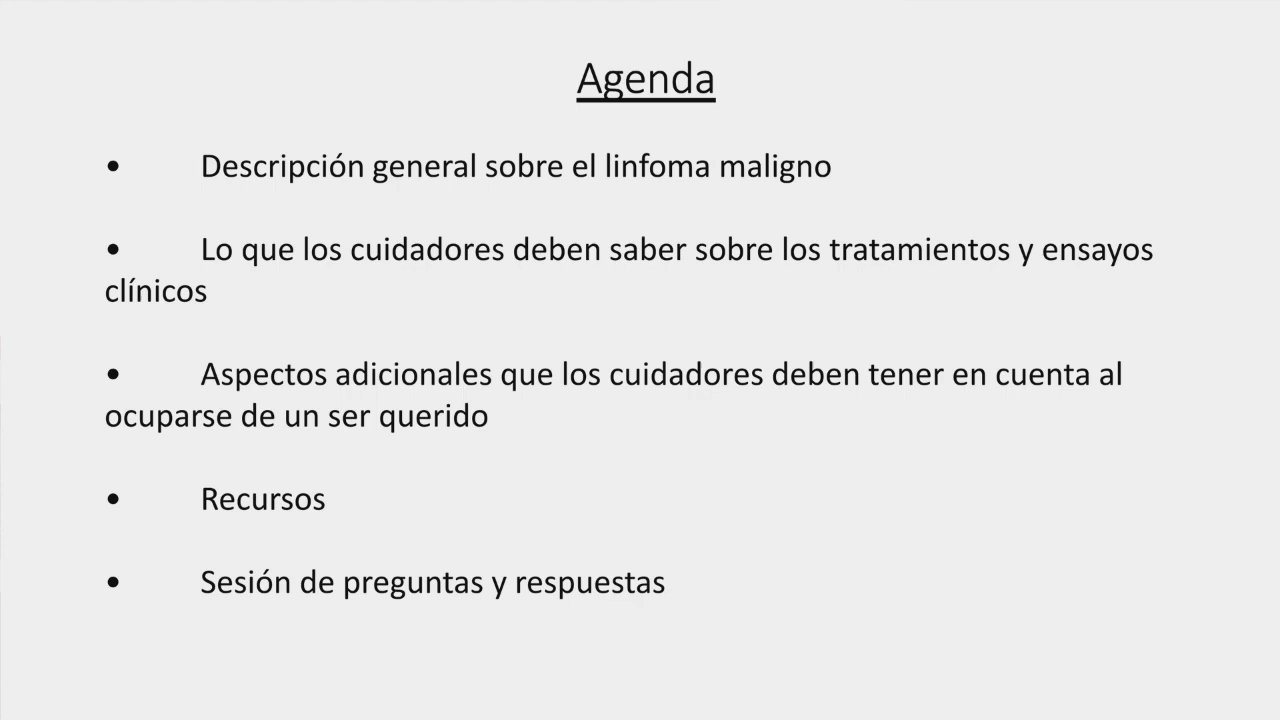 Agenda
• Descripción general sobre el linfoma maligno
• Lo que los cuidadores deben saber sobre los tratamientos y ensayos
clínicos
• Aspectos adicionales que los cuidadores deben tener en cuenta al
ocuparse de un ser querido
• Recursos
• Sesión de preguntas y respuestas